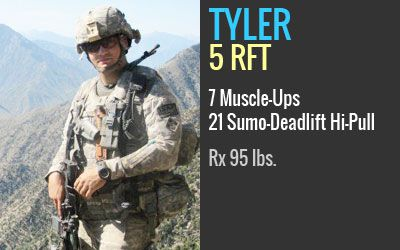 TYLER
5 RFT
7 Muscle-Ups
21 Sumo-Deadlift Hi-Pull
Rx 95 lbs.